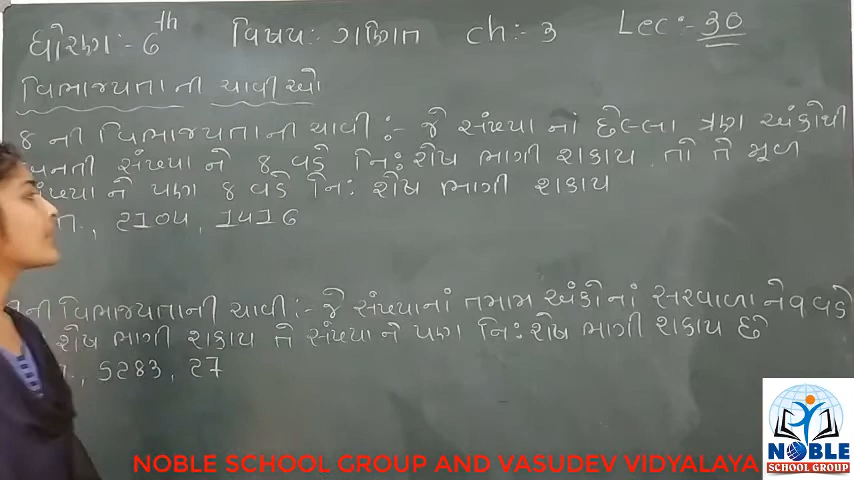 ધોરણ :- 6th વિષય :- ગણિત ch :- 3 Lec :- 30
વિભાજ્યતા ની ચાવીઓ
8 ની વિભાજ્યતાની ચાવી :- જે સંખ્યા નાં છેલ્લા ત્રણ અંકોથી
બનતી સંખ્યા ને 8 વડે નિઃશેષ ભાગી શકાય તો તે મૂળ
સંખ્યા ને પણ 8 વડે નિઃ શેષ ભાગી શકાય
2104, 1416
ની વિભાજ્યતાની ચાવી :- જે સંખ્યાનાં તમામ અંકોનાં સરવાળા ને 9 વડે
શેષ ભાગી શકાય તે સંખ્યા ને પણ નિઃશેષ ભાગી શકાય છે
5283, 27
NOBLE SCHOOL GROUP AND VASUDEV VIDYALAYA
NOBLE
SCHOOL GROUP